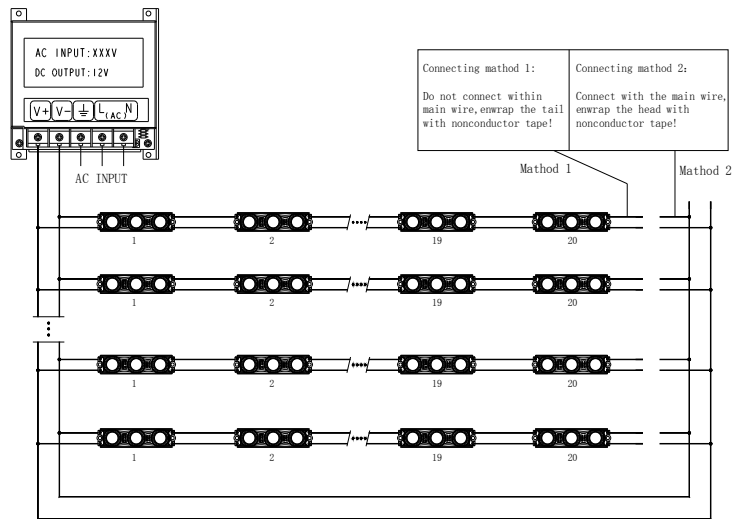 AC INPUT:XXXV
DC OUTPUT:12V
V+ V- L(AC) N
AC INPUT
Connecting mathod 1:
Do not connect within
main wire, enwrap the tail
with nonconductor tape!
Connecting mathod 2:
Connect with the main wire,
enwrap the head with
nonconductor tape!
Mathod 1
Mathod 2
1 2 19 20
1 2 19 20
1 2 19 20
1 2 19 20